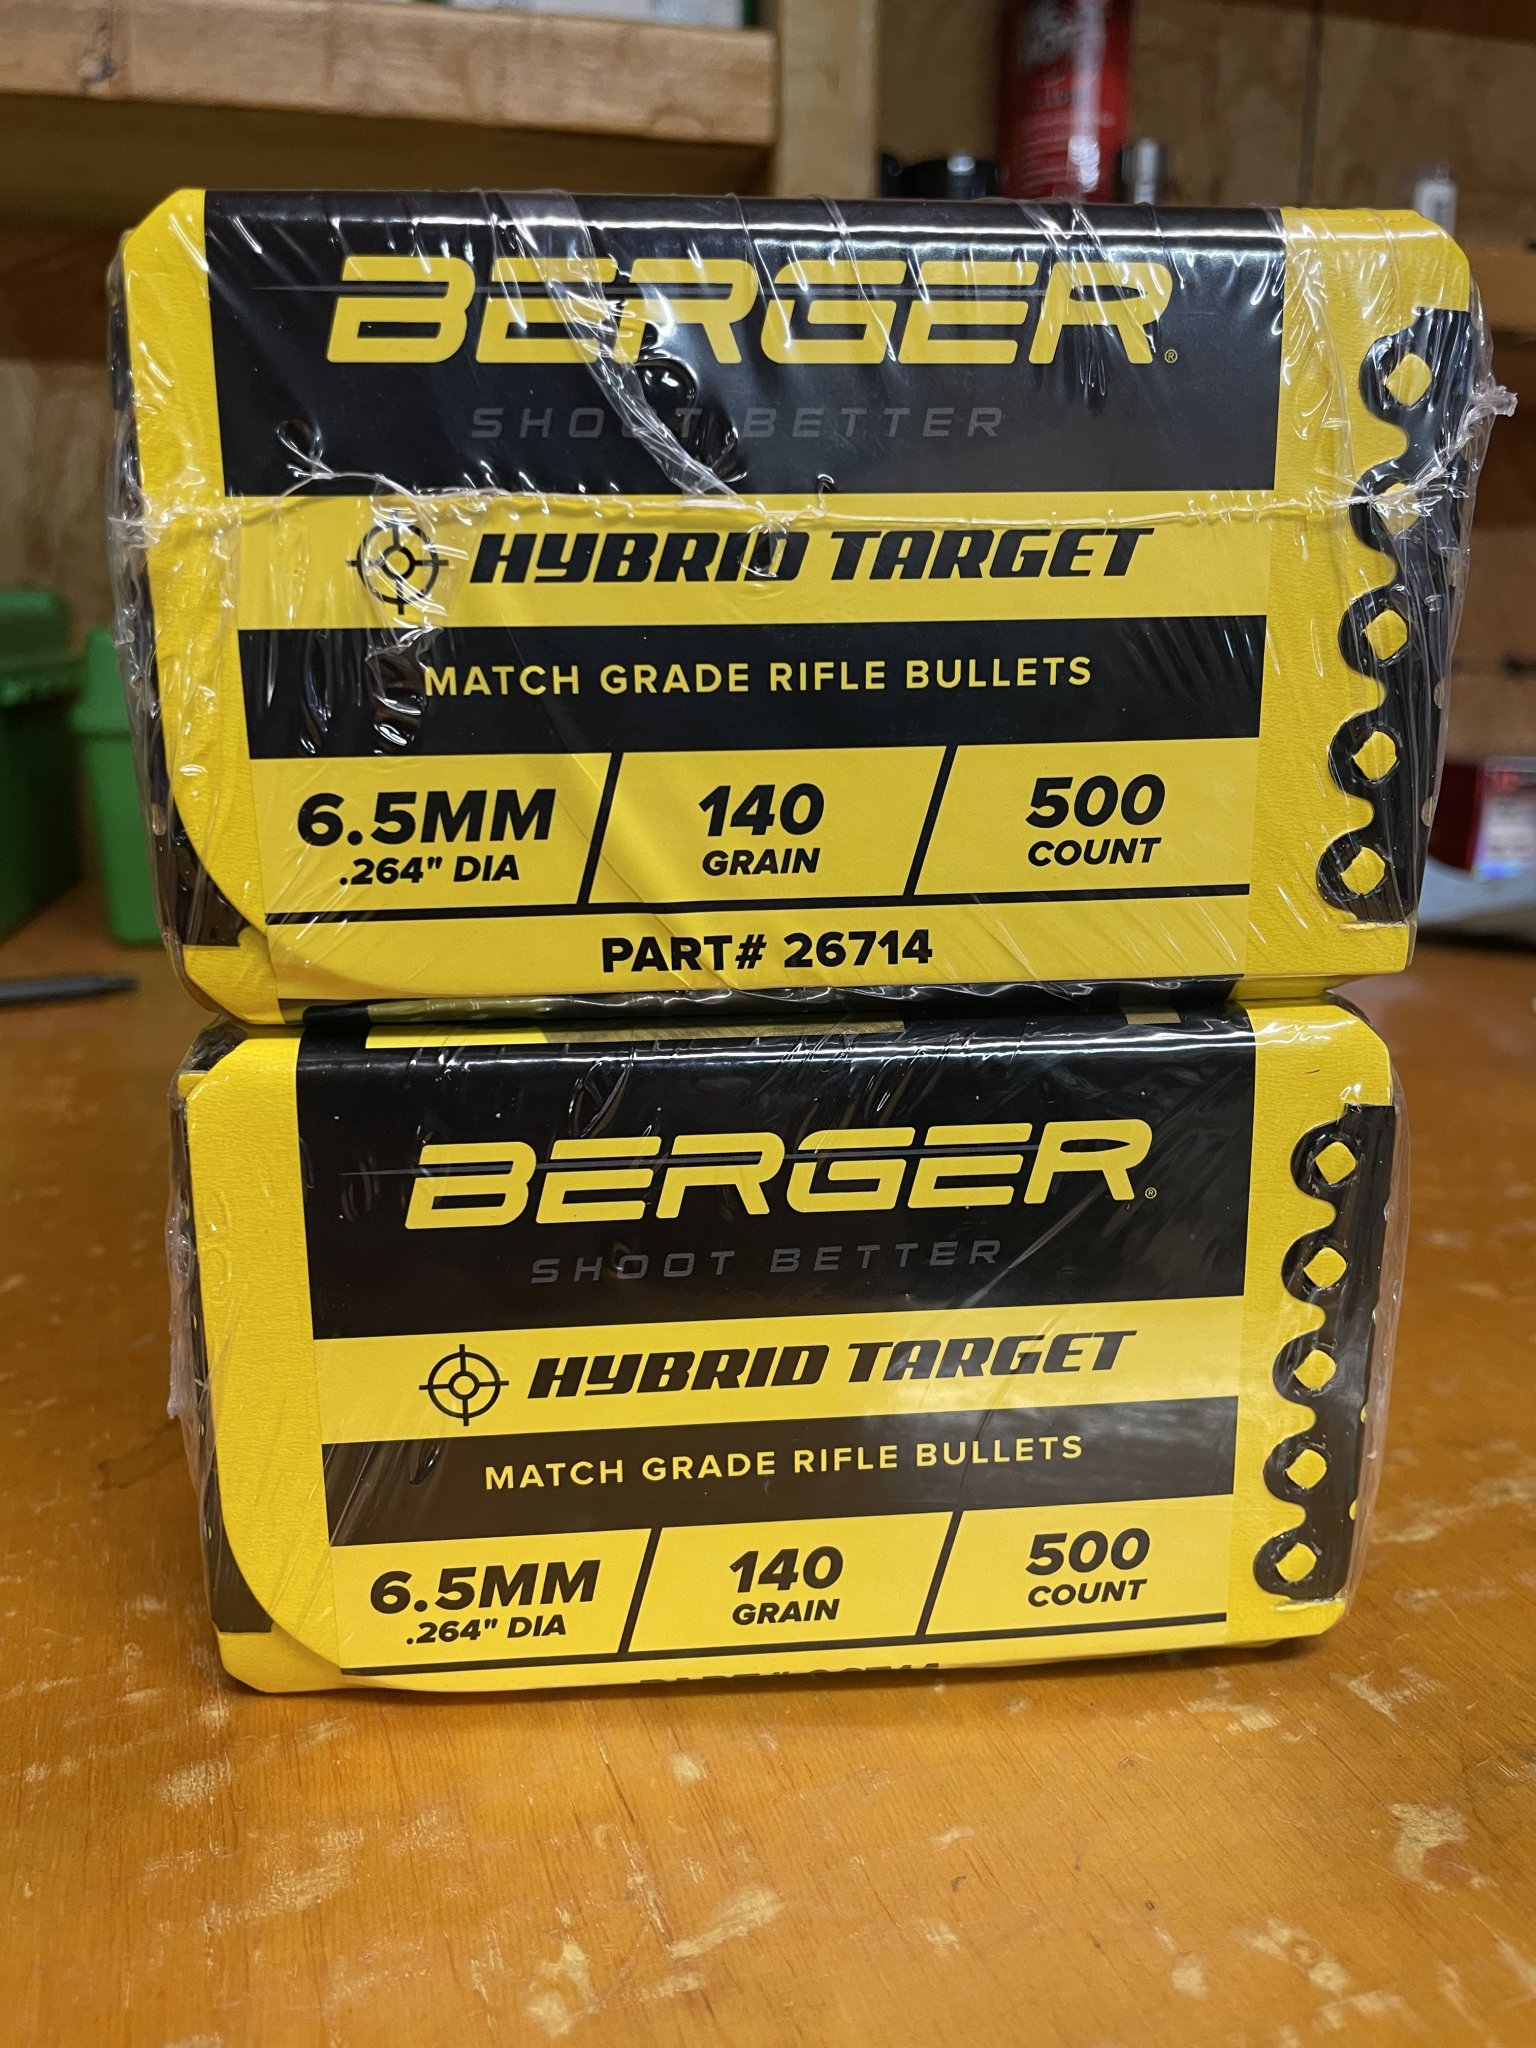 BERGER®
SHOOT BETTER
HYBRID TARGET
MATCH GRADE RIFLE BULLETS
6.5MM 140 500
.264" DIA GRAIN COUNT
PART# 26714
BERGER®
SHOOT BETTER
HYBRID TARGET
MATCH GRADE RIFLE BULLETS
6.5MM 140 500
.264" DIA GRAIN COUNT
PART#